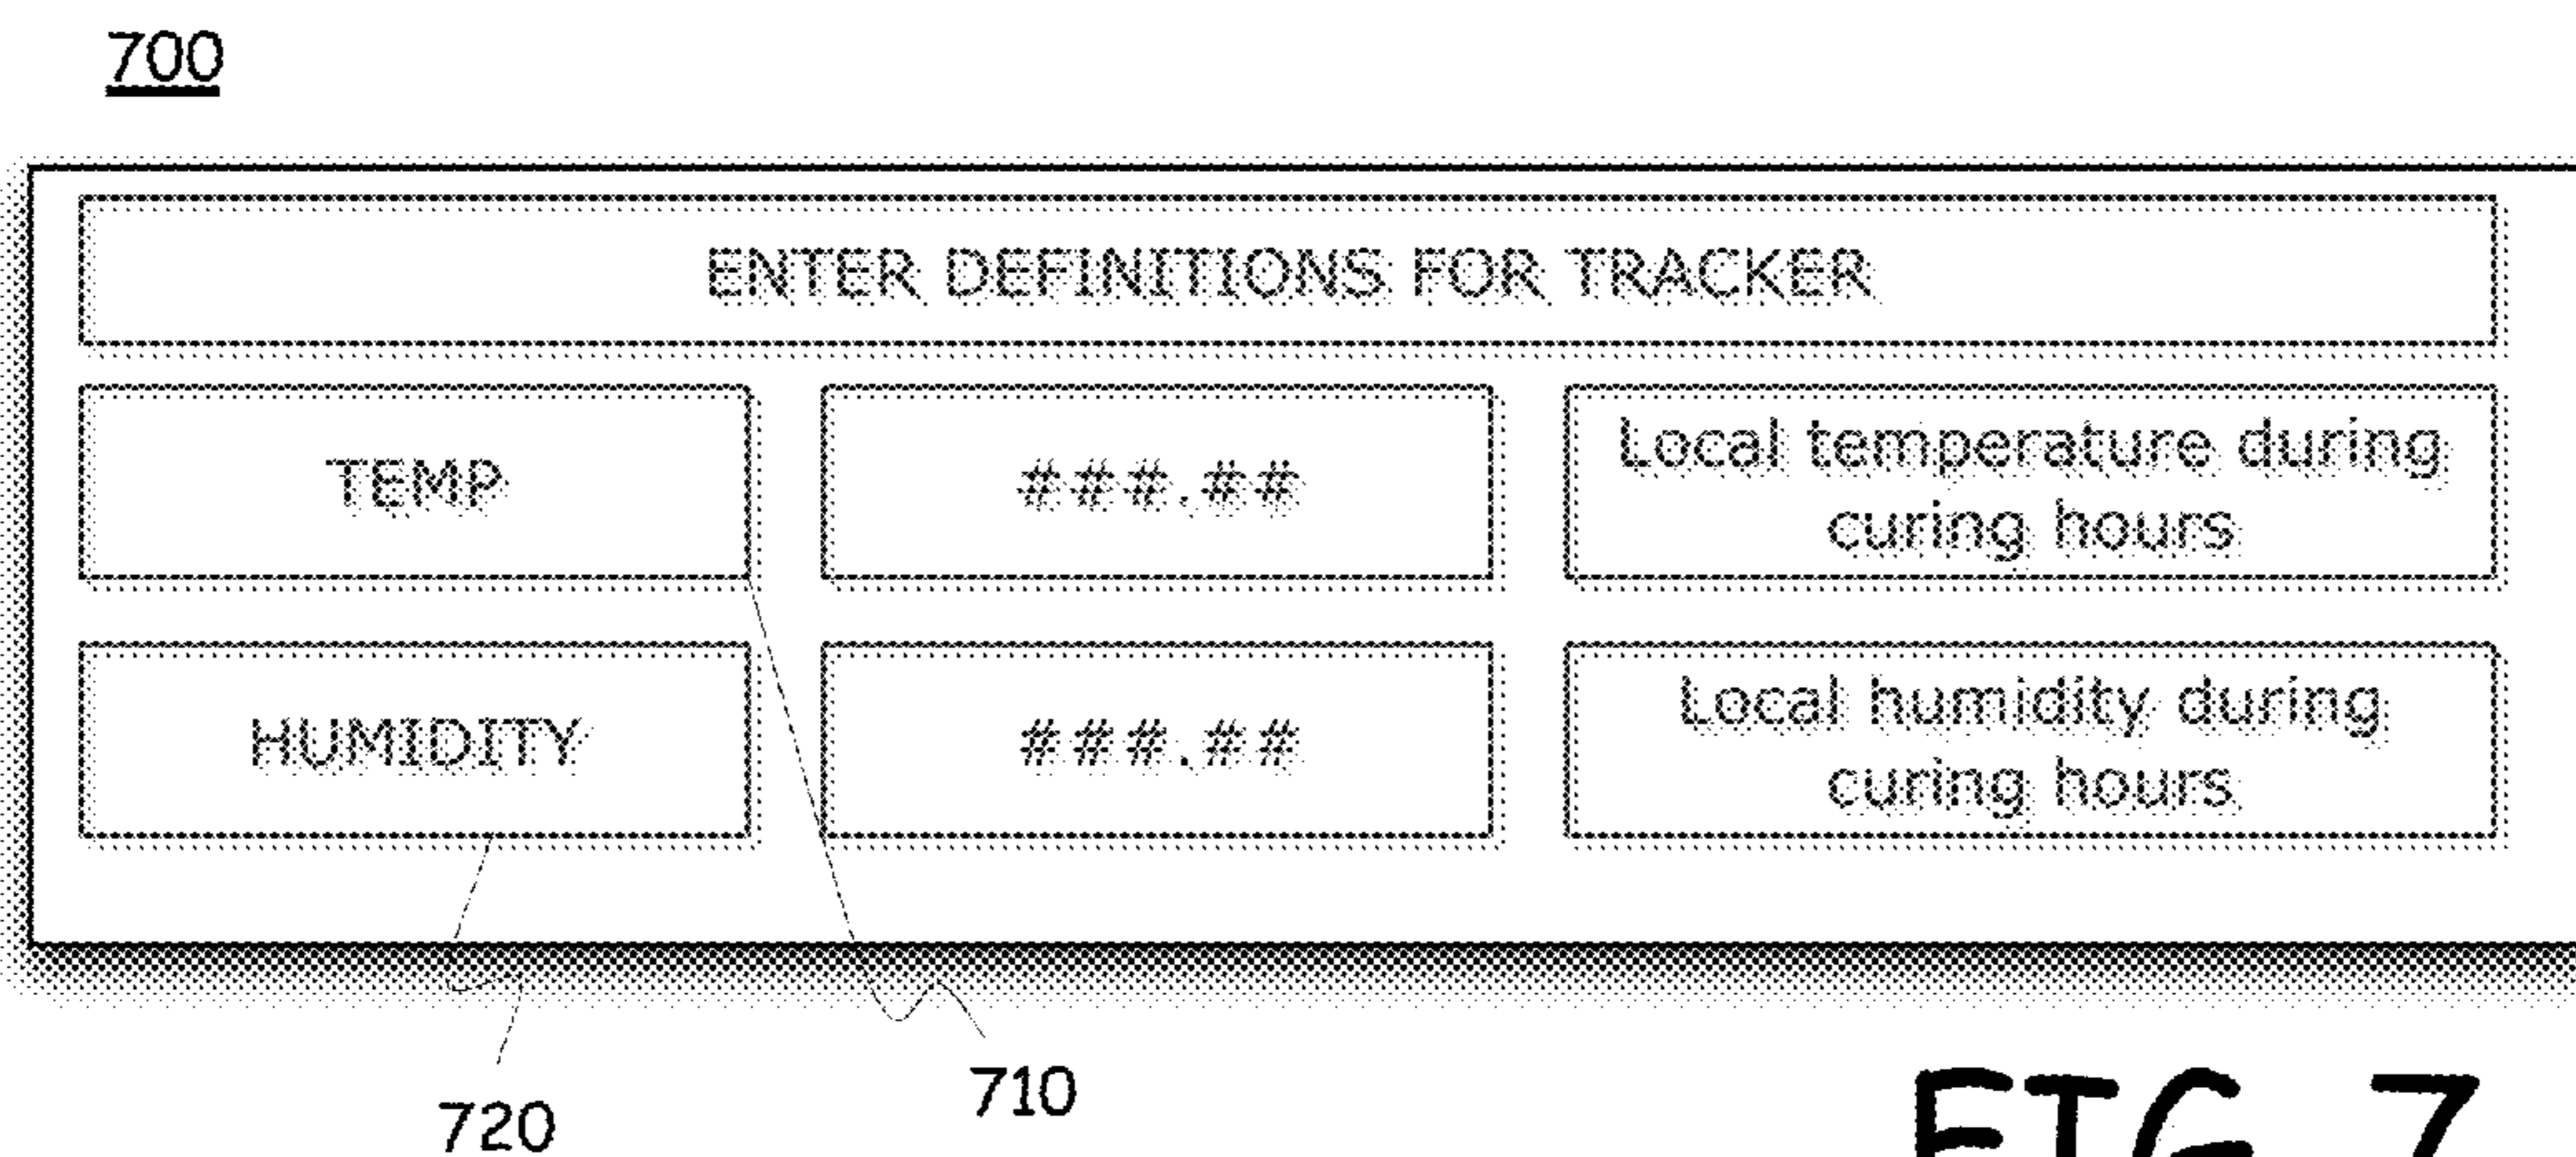 700
ENTER DEFINITIONS FOR TRACKER
TEMP
###.##
Local temperature during
curing hours
HUMIDITY
###.##
Local humidity during
curing hours
720
710
FIG 7